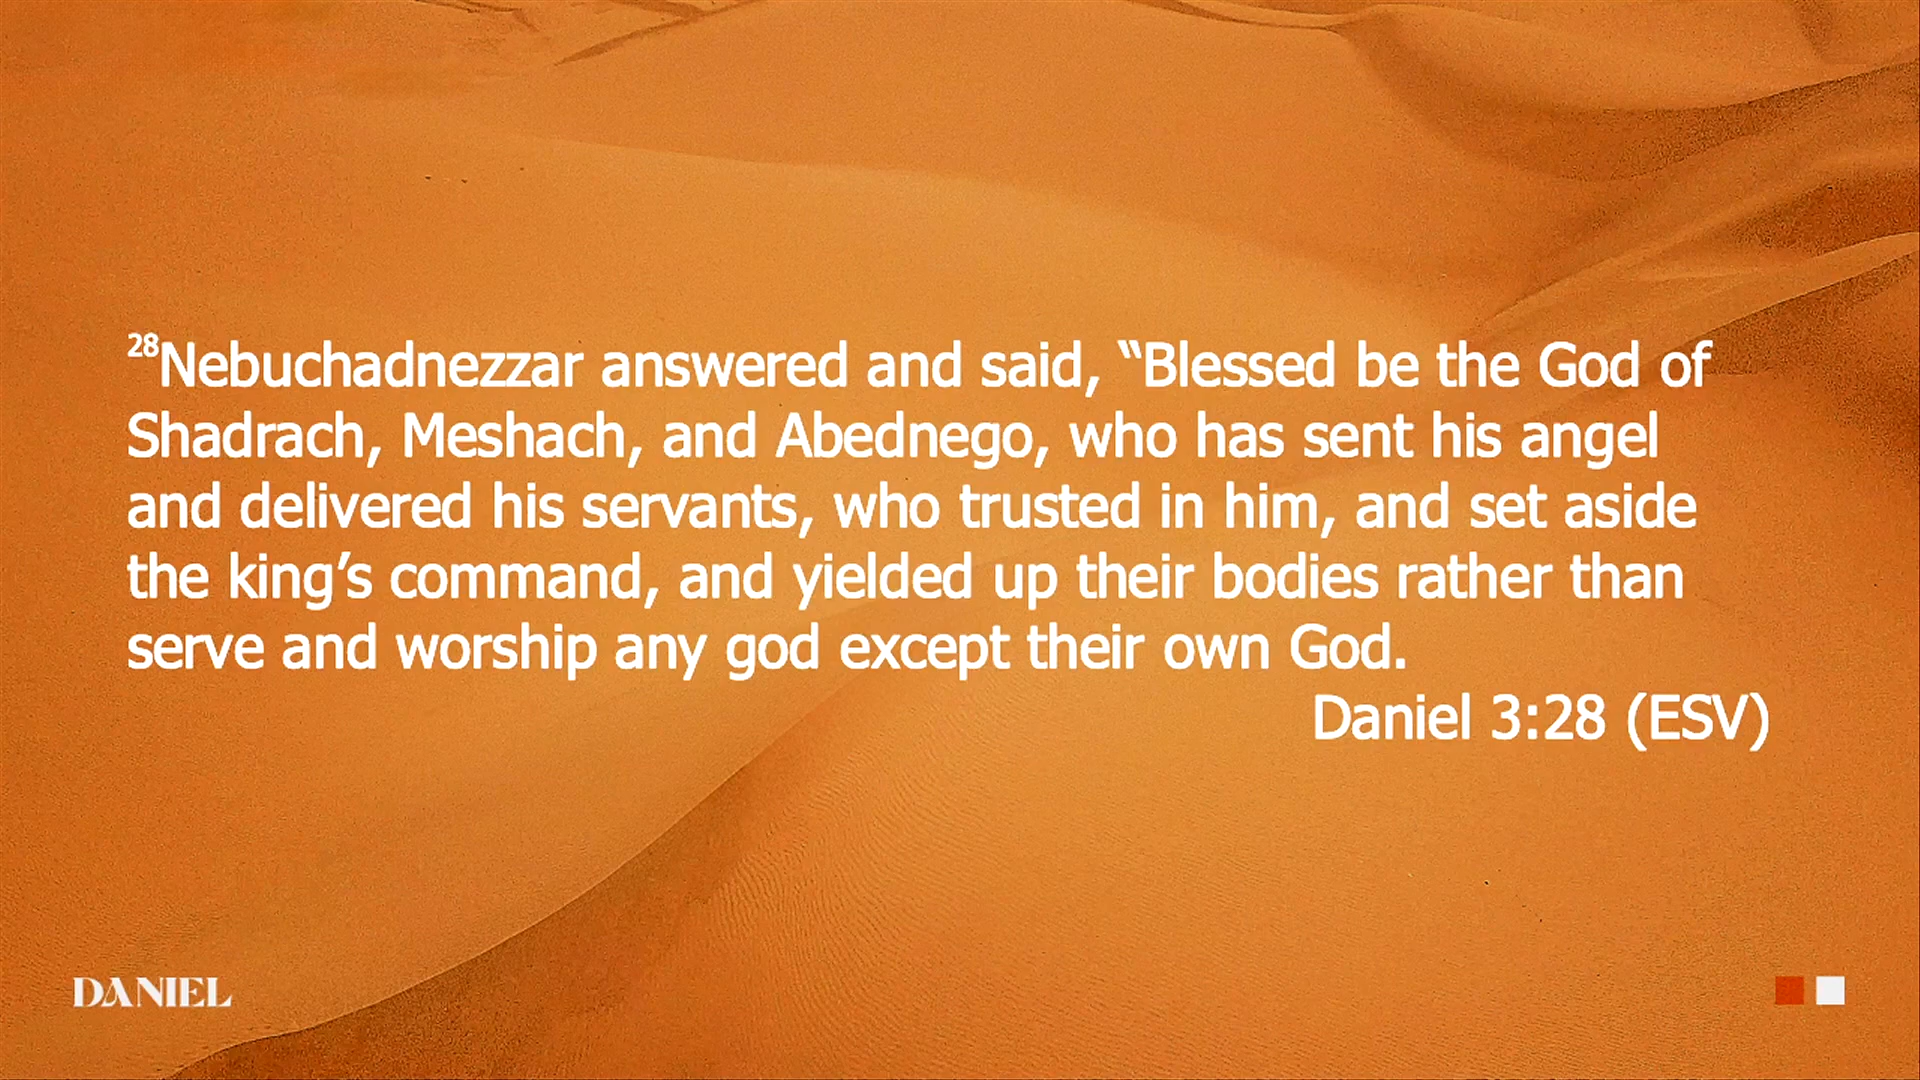 28Nebuchadnezzar answered and said, “Blessed be the God of
Shadrach, Meshach, and Abednego, who has sent his angel
and delivered his servants, who trusted in him, and set aside
the king’s command, and yielded up their bodies rather than
serve and worship any god except their own God.
Daniel 3:28 (ESV)
DANIEL